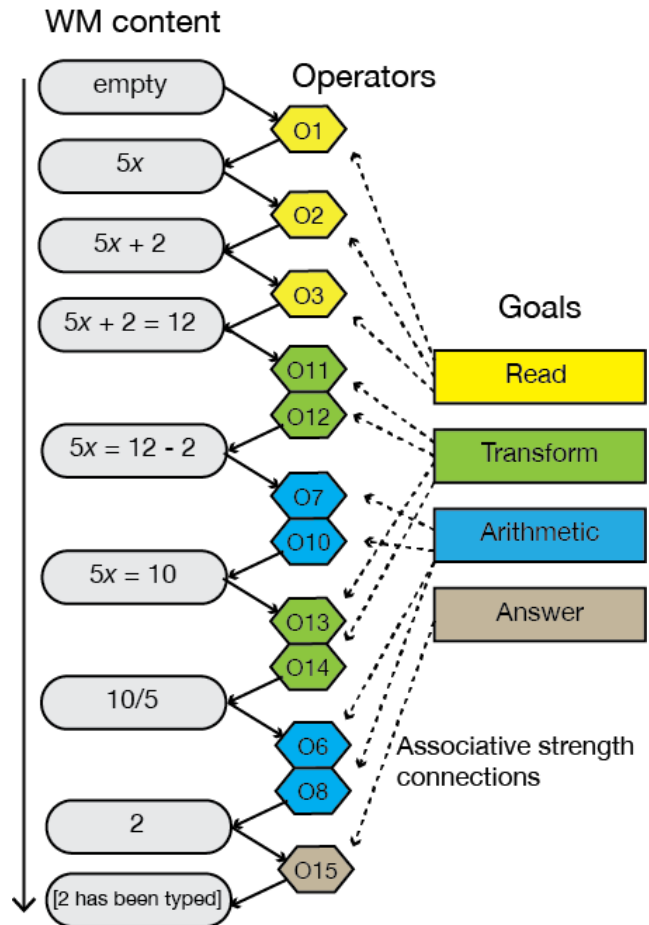 WM content
Operators
empty
O1
5x
O2
5x + 2
O3
5x + 2 = 12
Goals
Read
O11
O12
Transform
5x = 12 - 2
O7
Arithmetic
O10
5x = 10
Answer
O13
O14
10/5
O6
Associative strength
connections
O8
2
O15
[2 has been typed]